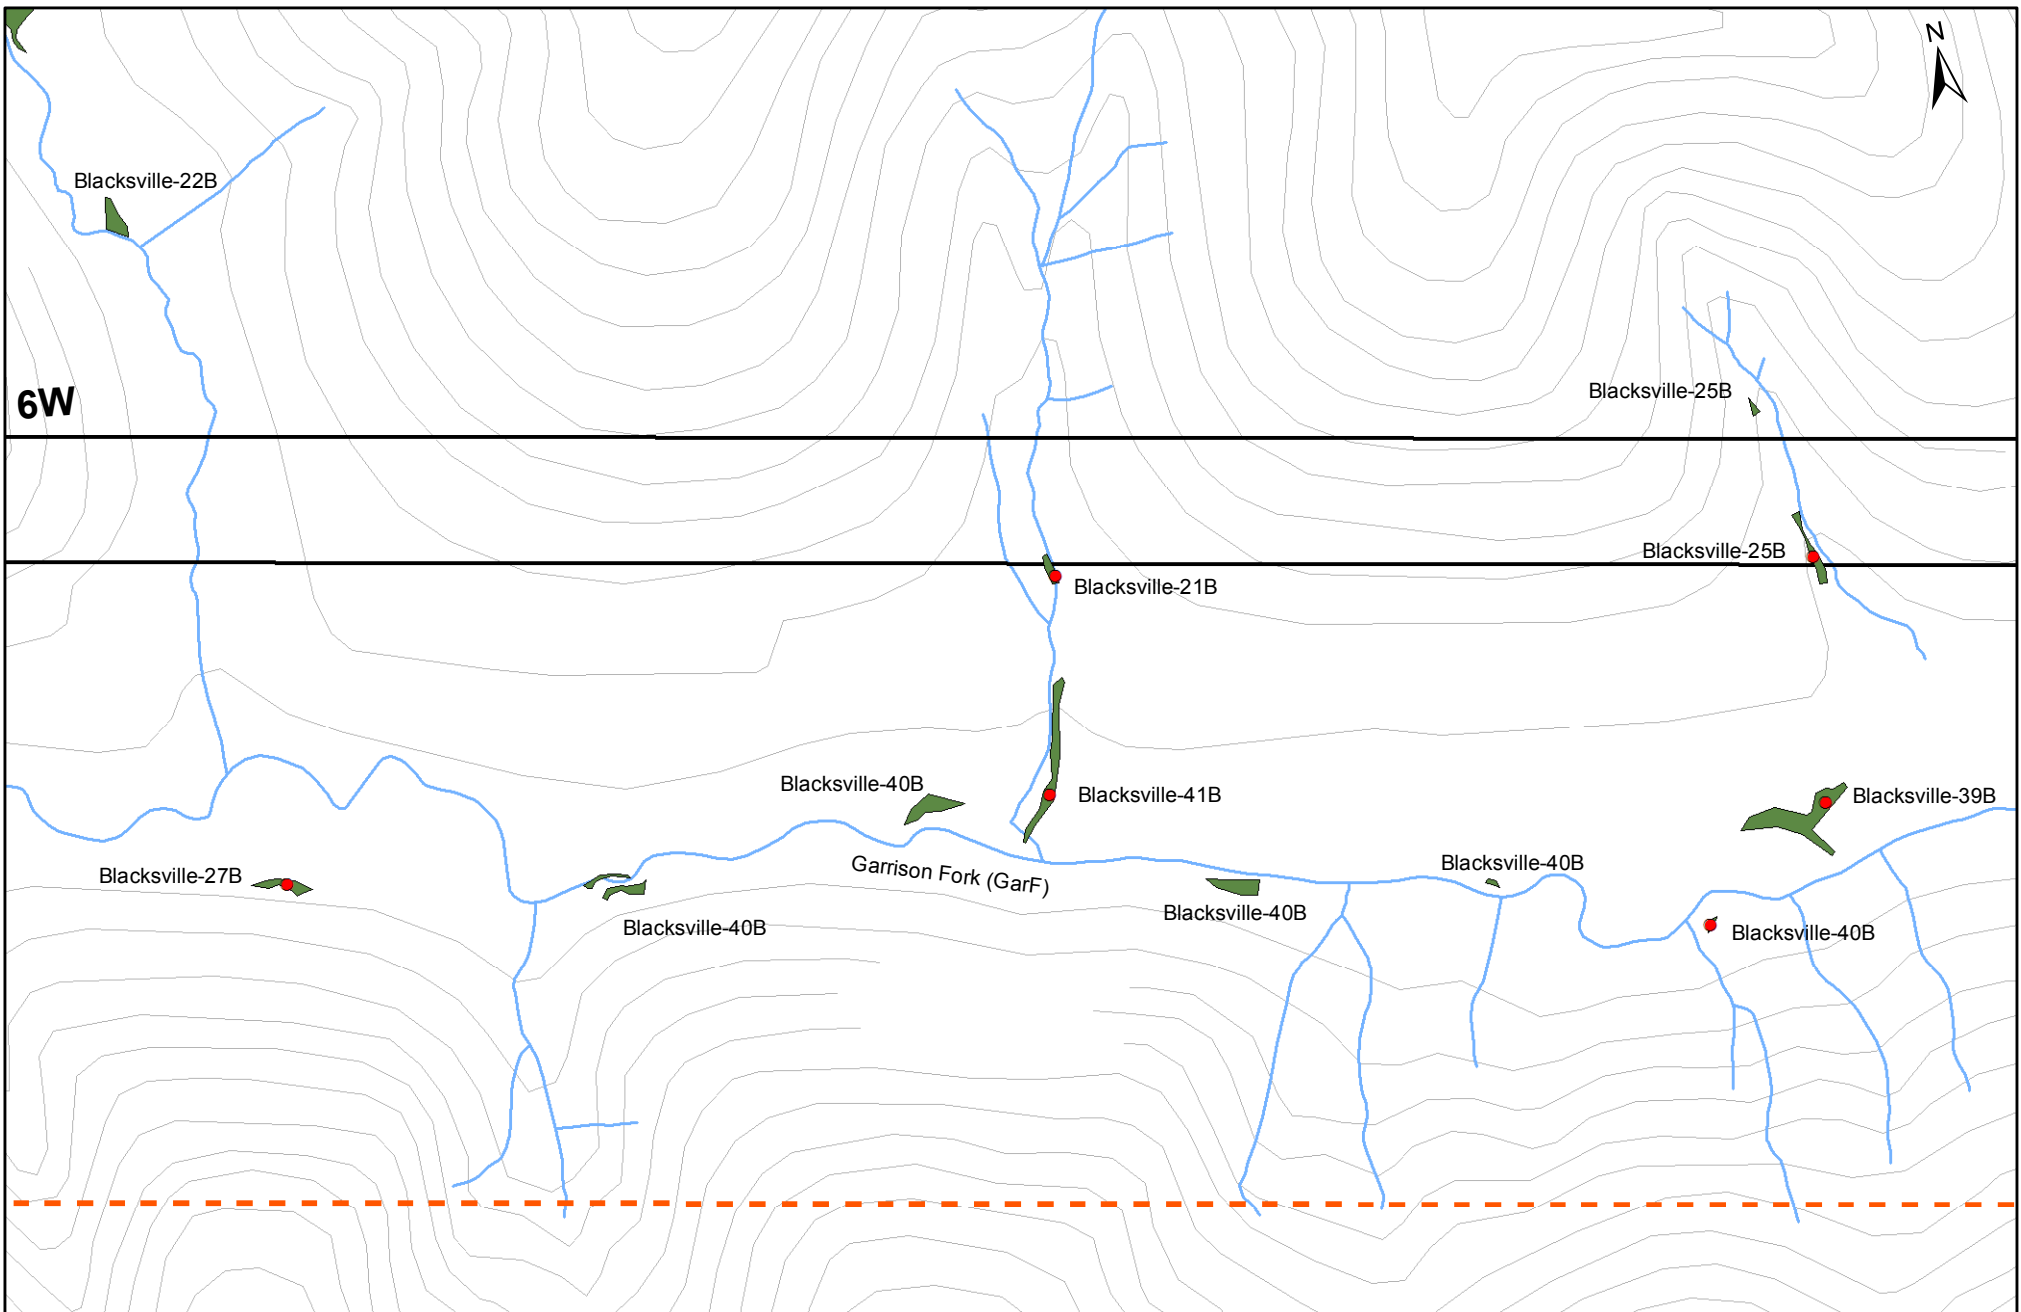 N
Blacksville-22B
6W
Blacksville-25B
Blacksville-25B
Blacksville-21B
Blacksville-40B
Blacksville-41B
Blacksville-39B
Garrison Fork (GarF)
Blacksville-40B
Blacksville-27B
Blacksville-40B
Blacksville-40B
Blacksville-40B